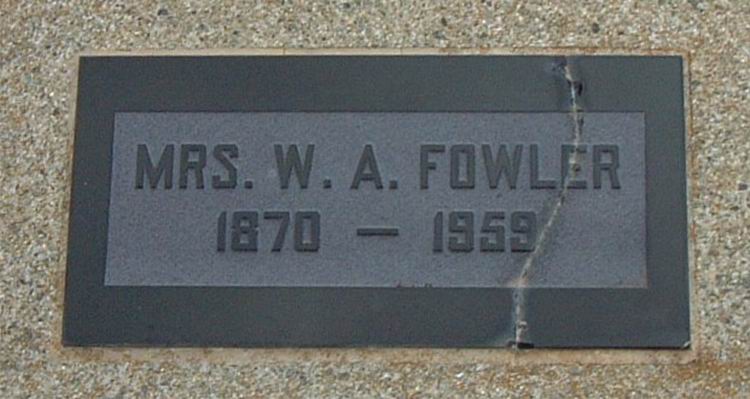 MRS. W. A. FOWLER
1870 — 1959